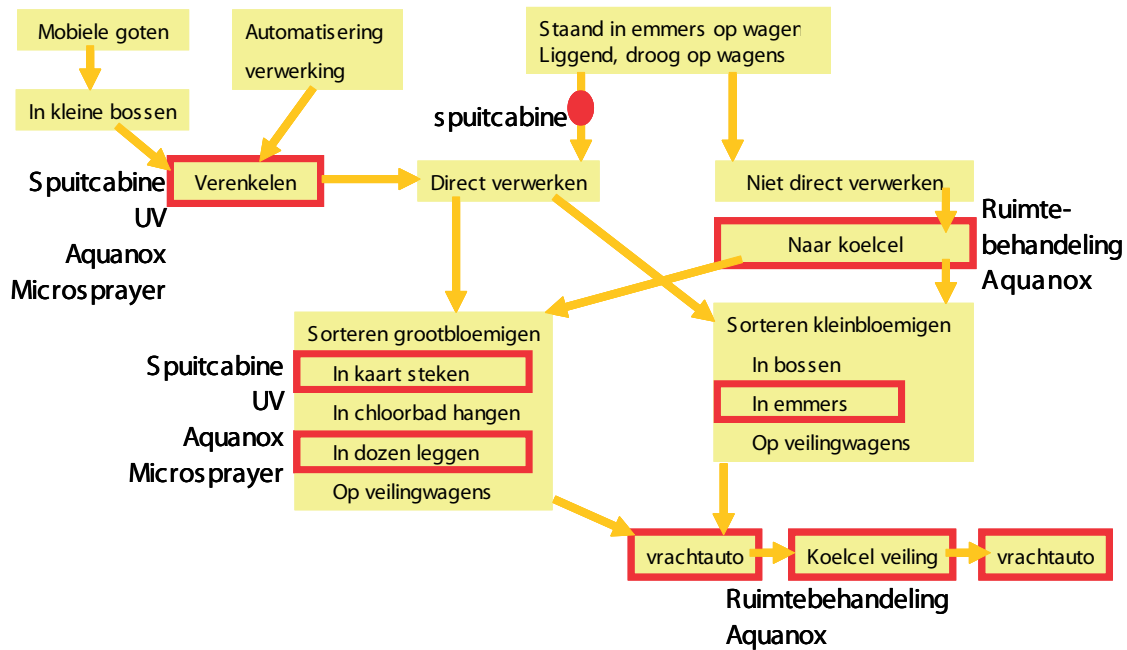 Mobiele goten
Automatisering
verwerking
Staand in emmers op wagen
Liggend, droog op wagens
In kleine bossen
spuitcabine
Verenkelen
Direct verwerken
Niet direct verwerken
Spuitcabine
UV
Aquanox
Microsprayer
Naar koelcel
Ruimte-
behandeling
Aquanox
Sorteren grootbloemigen
In kaart steken
In chloorbad hangen
In dozen leggen
Op veilingwagens
Sorteren kleinbloemigen
In bossen
In emmers
Op veilingwagens
Spuitcabine
UV
Aquanox
Microsprayer
vrachtauto
Koelcel veiling
vrachtauto
Ruimtebehandeling
Aquanox